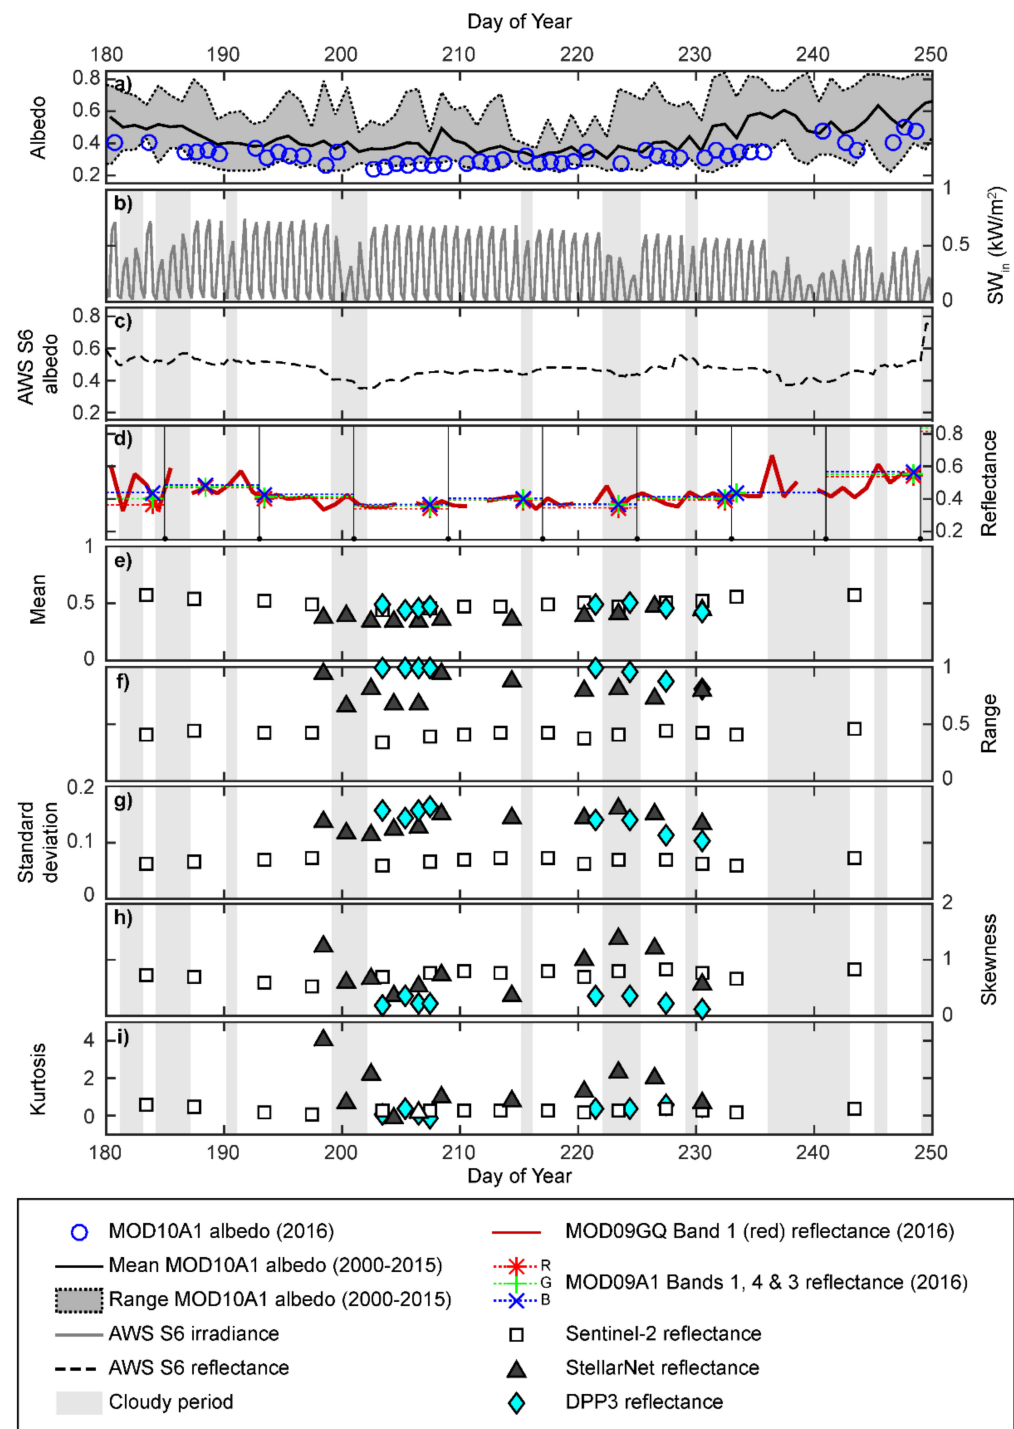 Day of Year
180 190 200 210 220 230 240 250
a)
0.8
0.6
0.4
0.2
Albedo
b)
1
0.5
0
SWin (kW/m²)
c)
0.8
0.6
0.4
0.2
AWS S6
albedo
d)
0.8
0.6
0.4
0.2
Reflectance
e)
1
0.5
0
Mean
f)
1
0.5
0
Range
g)
0.2
0.1
0
Standard
deviation
h)
2
1
0
Skewness
i)
4
2
0
Kurtosis
180 190 200 210 220 230 240 250
Day of Year
MOD10A1 albedo (2016)
Mean MOD10A1 albedo (2000-2015)
Range MOD10A1 albedo (2000-2015)
AWS S6 irradiance
AWS S6 reflectance
Cloudy period
MOD09GQ Band 1 (red) reflectance (2016)
R
G
B
MOD09A1 Bands 1, 4 & 3 reflectance (2016)
Sentinel-2 reflectance
StellarNet reflectance
DPP3 reflectance